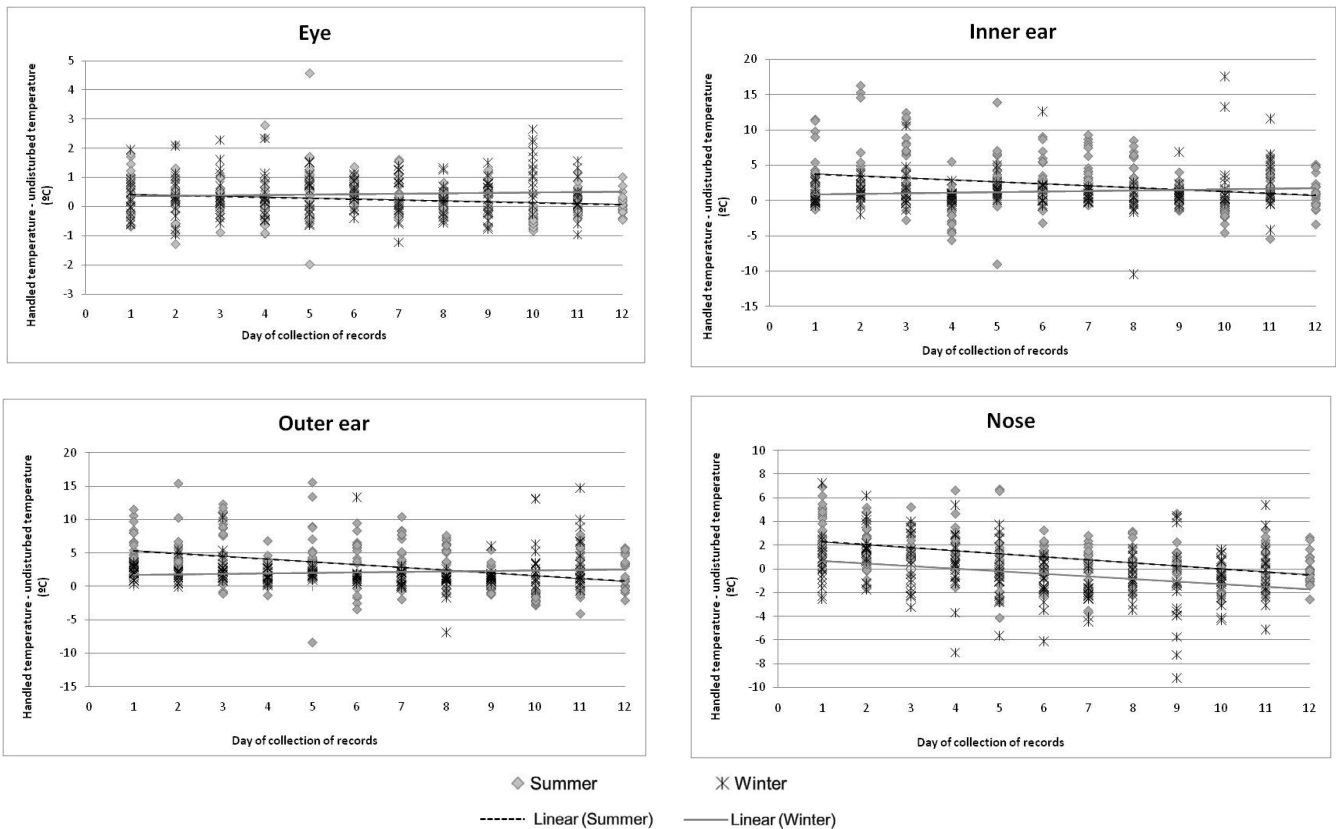 Eye
Handled temperature - undisturbed temperature
(ºC)
5
4
3
2
1
0
-1
-2
-3
0 1 2 3 4 5 6 7 8 9 10 11 12
Day of collection of records
Inner ear
Handled temperature - undisturbed temperature
(ºC)
20
15
10
5
0
-5
-10
-15
0 1 2 3 4 5 6 7 8 9 10 11 12
Day of collection of records
Outer ear
Handled temperature - undisturbed temperature
(ºC)
20
15
10
5
0
-5
-10
-15
0 1 2 3 4 5 6 7 8 9 10 11 12
Day of collection of records
Nose
Handled temperature - undisturbed temperature
(ºC)
10
8
6
4
2
0
-2
-4
-6
-8
-10
0 1 2 3 4 5 6 7 8 9 10 11 12
Day of collection of records
Summer Winter
Linear (Summer) Linear (Winter)